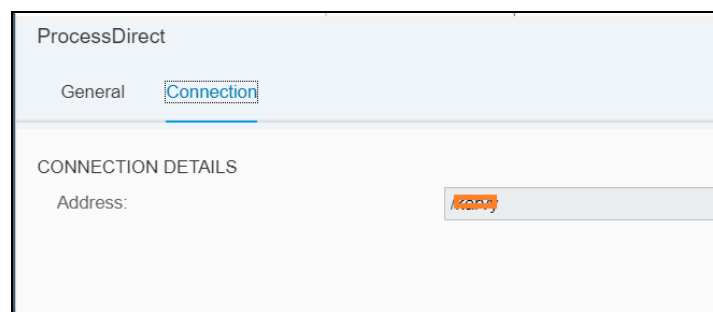 ProcessDirect
General Connection
CONNECTION DETAILS
Address: /